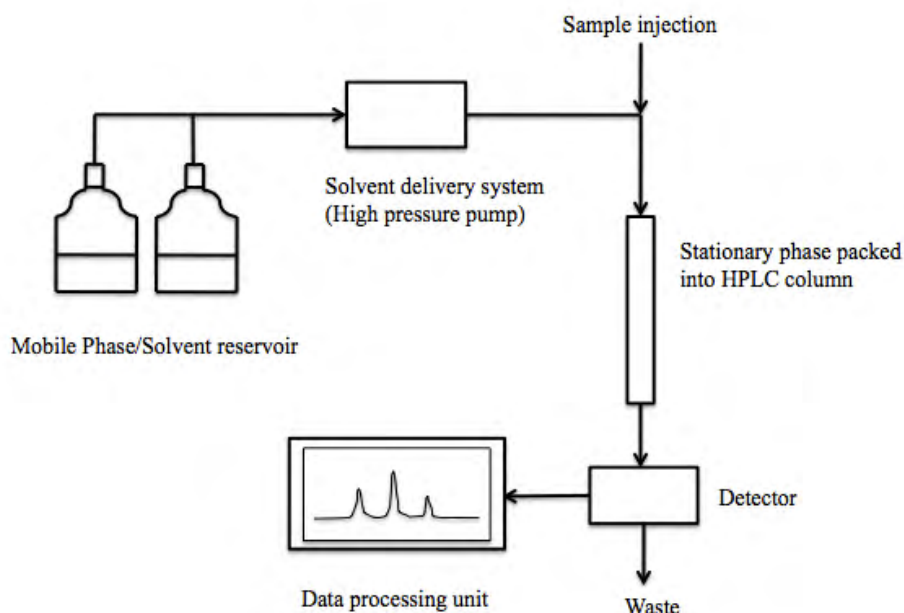 Sample injection
Solvent delivery system
(High pressure pump)
Stationary phase packed
into HPLC column
Mobile Phase/Solvent reservoir
Detector
Data processing unit
Waste